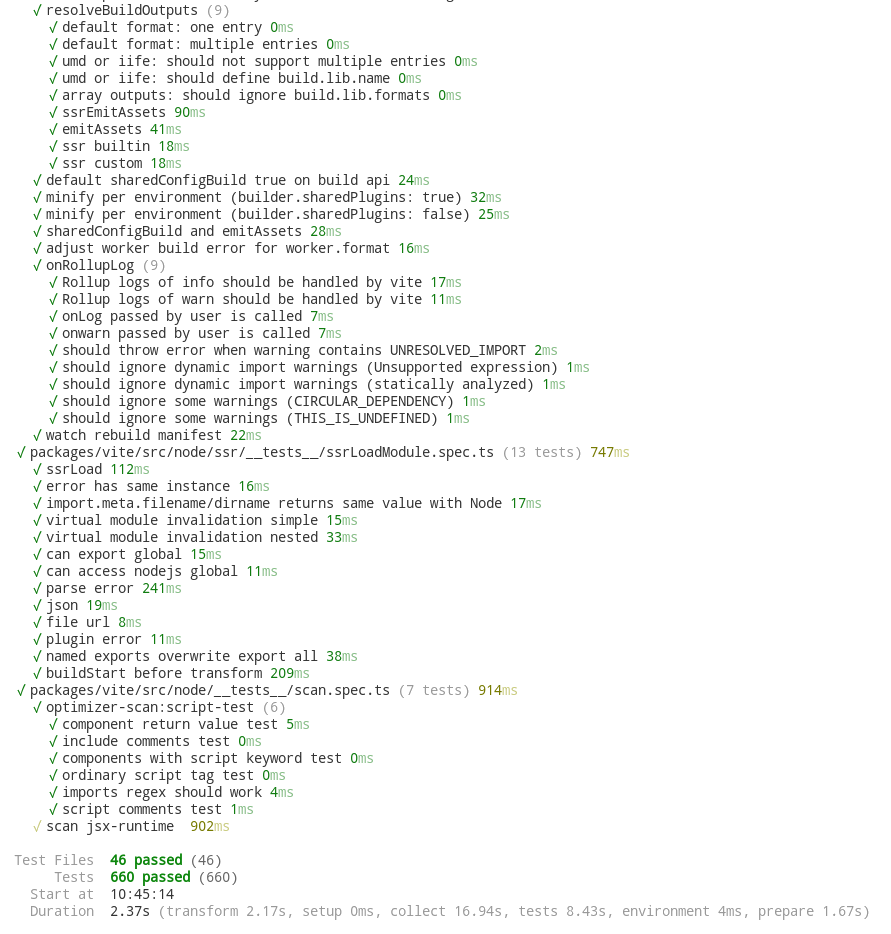 ✓ resolveBuildOutputs (9)
✓ default format: one entry 0ms
✓ default format: multiple entries 0ms
✓ umd or iife: should not support multiple entries 0ms
✓ umd or iife: should define build.lib.name 0ms
✓ array outputs: should ignore build.lib.formats 0ms
✓ ssrEmitAssets 90ms
✓ emitAssets 41ms
✓ ssr builtin 18ms
✓ ssr custom 18ms
✓ default sharedConfigBuild true on build api 24ms
✓ minify per environment (builder.sharedPlugins: true) 32ms
✓ minify per environment (builder.sharedPlugins: false) 25ms
✓ sharedConfigBuild and emitAssets 28ms
✓ adjust worker build error for worker.format 16ms
✓ onRollupLog (9)
✓ Rollup logs of info should be handled by vite 17ms
✓ Rollup logs of warn should be handled by vite 11ms
✓ onLog passed by user is called 7ms
✓ onwarn passed by user is called 7ms
✓ should throw error when warning contains UNRESOLVED_IMPORT 2ms
✓ should ignore dynamic import warnings (Unsupported expression) 1ms
✓ should ignore dynamic import warnings (statically analyzed) 1ms
✓ should ignore some warnings (CIRCULAR_DEPENDENCY) 1ms
✓ should ignore some warnings (THIS_IS_UNDEFINED) 1ms
✓ watch rebuild manifest 22ms
✓ packages/vite/src/node/ssr/__tests__/ssrLoadModule.spec.ts (13 tests) 747ms
✓ ssrLoad 112ms
✓ error has same instance 16ms
✓ import.meta.filename/dirname returns same value with Node 17ms
✓ virtual module invalidation simple 15ms
✓ virtual module invalidation nested 33ms
✓ can export global 15ms
✓ can access nodejs global 11ms
✓ parse error 241ms
✓ json 19ms
✓ file url 8ms
✓ plugin error 11ms
✓ named exports overwrite export all 38ms
✓ buildStart before transform 209ms
✓ packages/vite/src/node/__tests__/scan.spec.ts (7 tests) 914ms
✓ optimizer-scan:script-test (6)
✓ component return value test 5ms
✓ include comments test 0ms
✓ components with script keyword test 0ms
✓ ordinary script tag test 0ms
✓ imports regex should work 4ms
✓ script comments test 1ms
✓ scan jsx-runtime  902ms
Test Files  46 passed (46)
Tests  660 passed (660)
Start at  10:45:14
Duration  2.37s (transform 2.17s, setup 0ms, collect 16.94s, tests 8.43s, environment 4ms, prepare 1.67s)